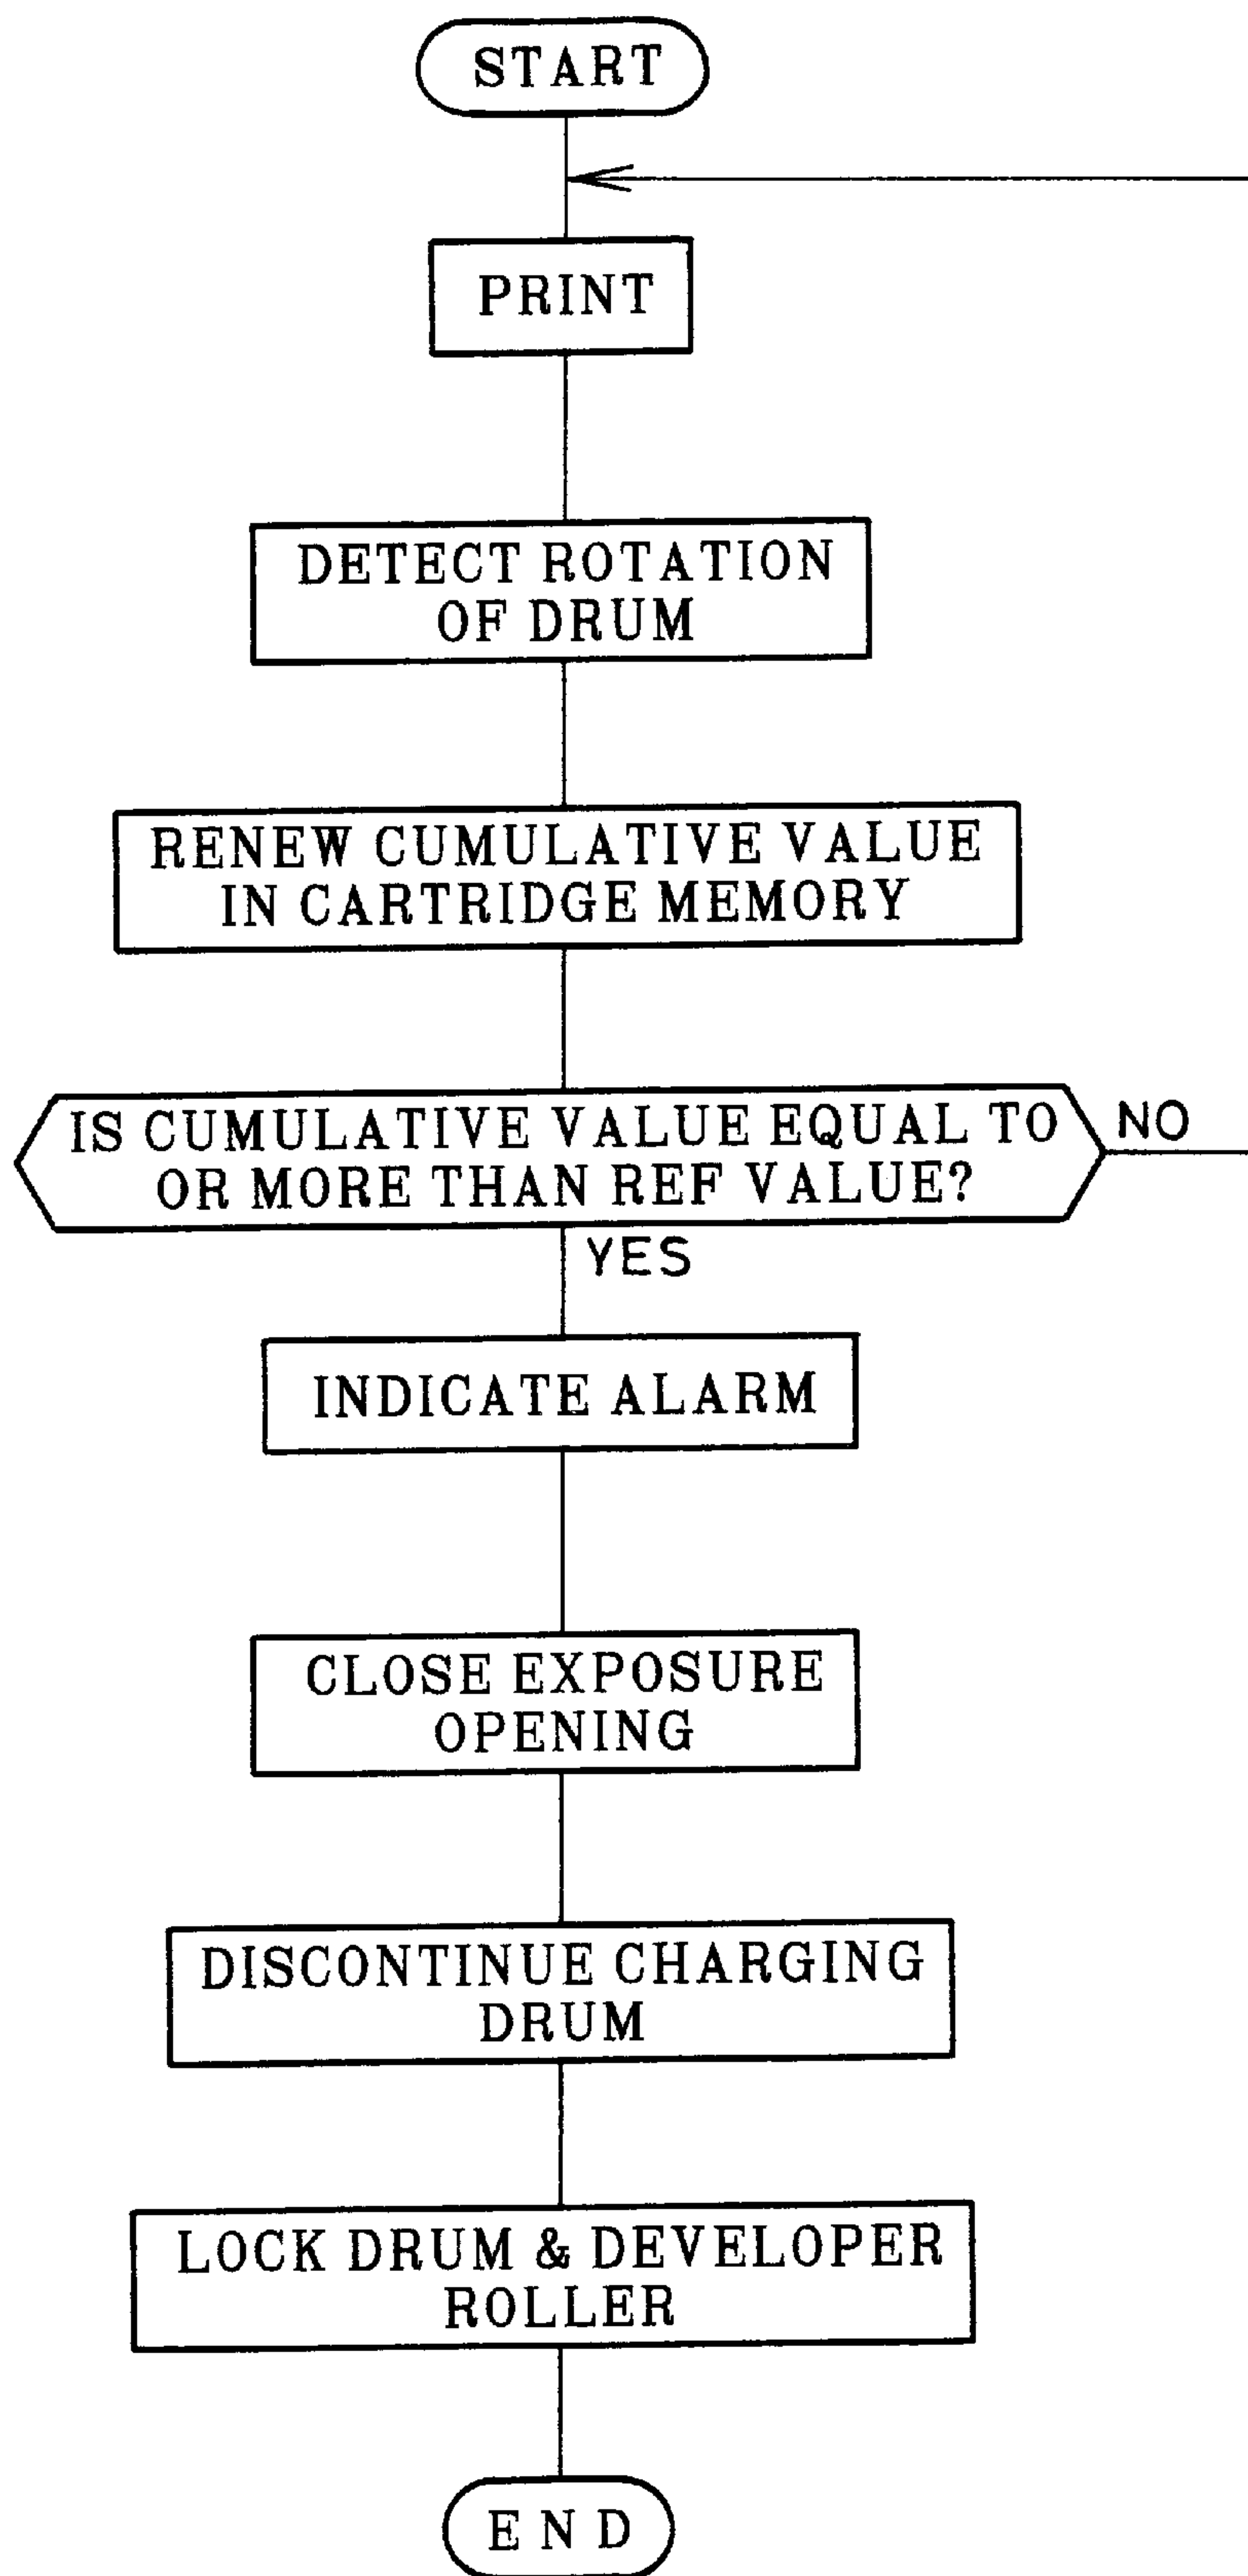 START
PRINT
DETECT ROTATION
OF DRUM
RENEW CUMULATIVE VALUE
IN CARTRIDGE MEMORY
IS CUMULATIVE VALUE EQUAL TO
OR MORE THAN REF VALUE?
NO
YES
INDICATE ALARM
CLOSE EXPOSURE
OPENING
DISCONTINUE CHARGING
DRUM
LOCK DRUM & DEVELOPER
ROLLER
END